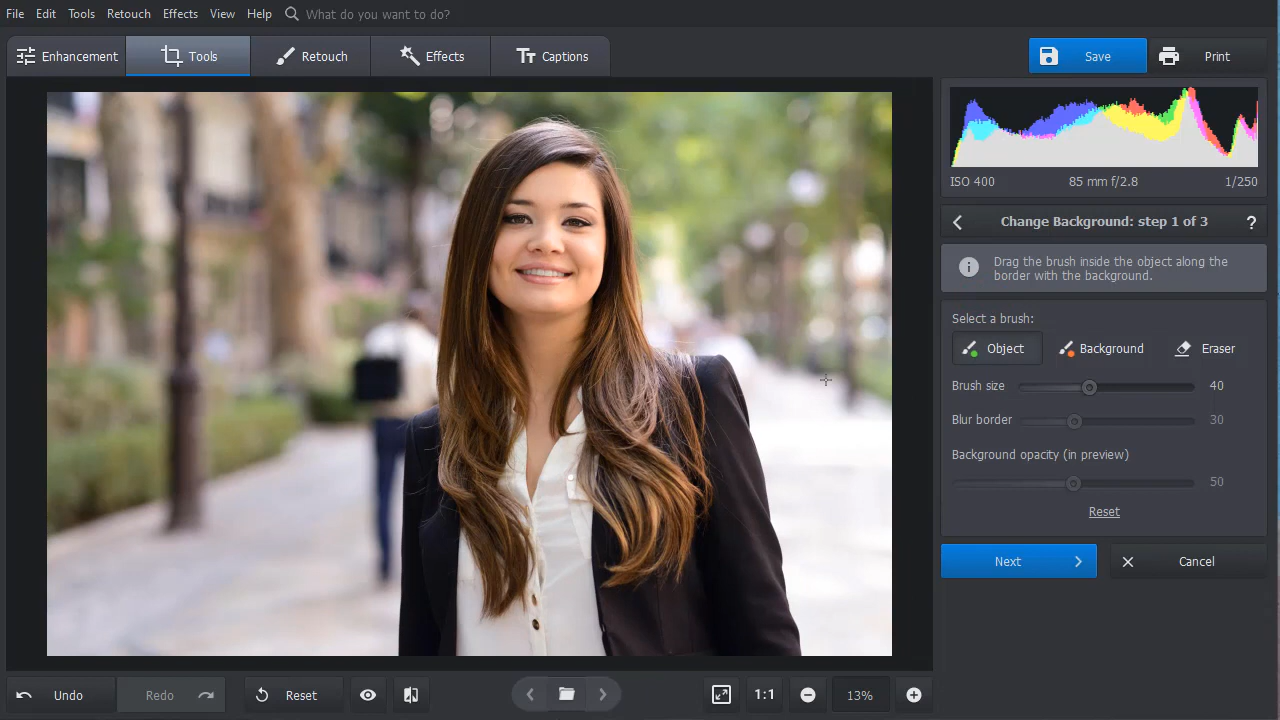 File Edit Tools Retouch Effects View Help What do you want to do?
Enhancement Tools Retouch Effects Captions Save Print
ISO 400 85 mm f/2.8 1/250
Change Background: step 1 of 3 ?
Drag the brush inside the object along the
border with the background.
Select a brush:
Object Background Eraser
Brush size 40
Blur border 30
Background opacity (in preview)
50
Reset
Next Cancel
Undo Redo Reset 1:1 13%